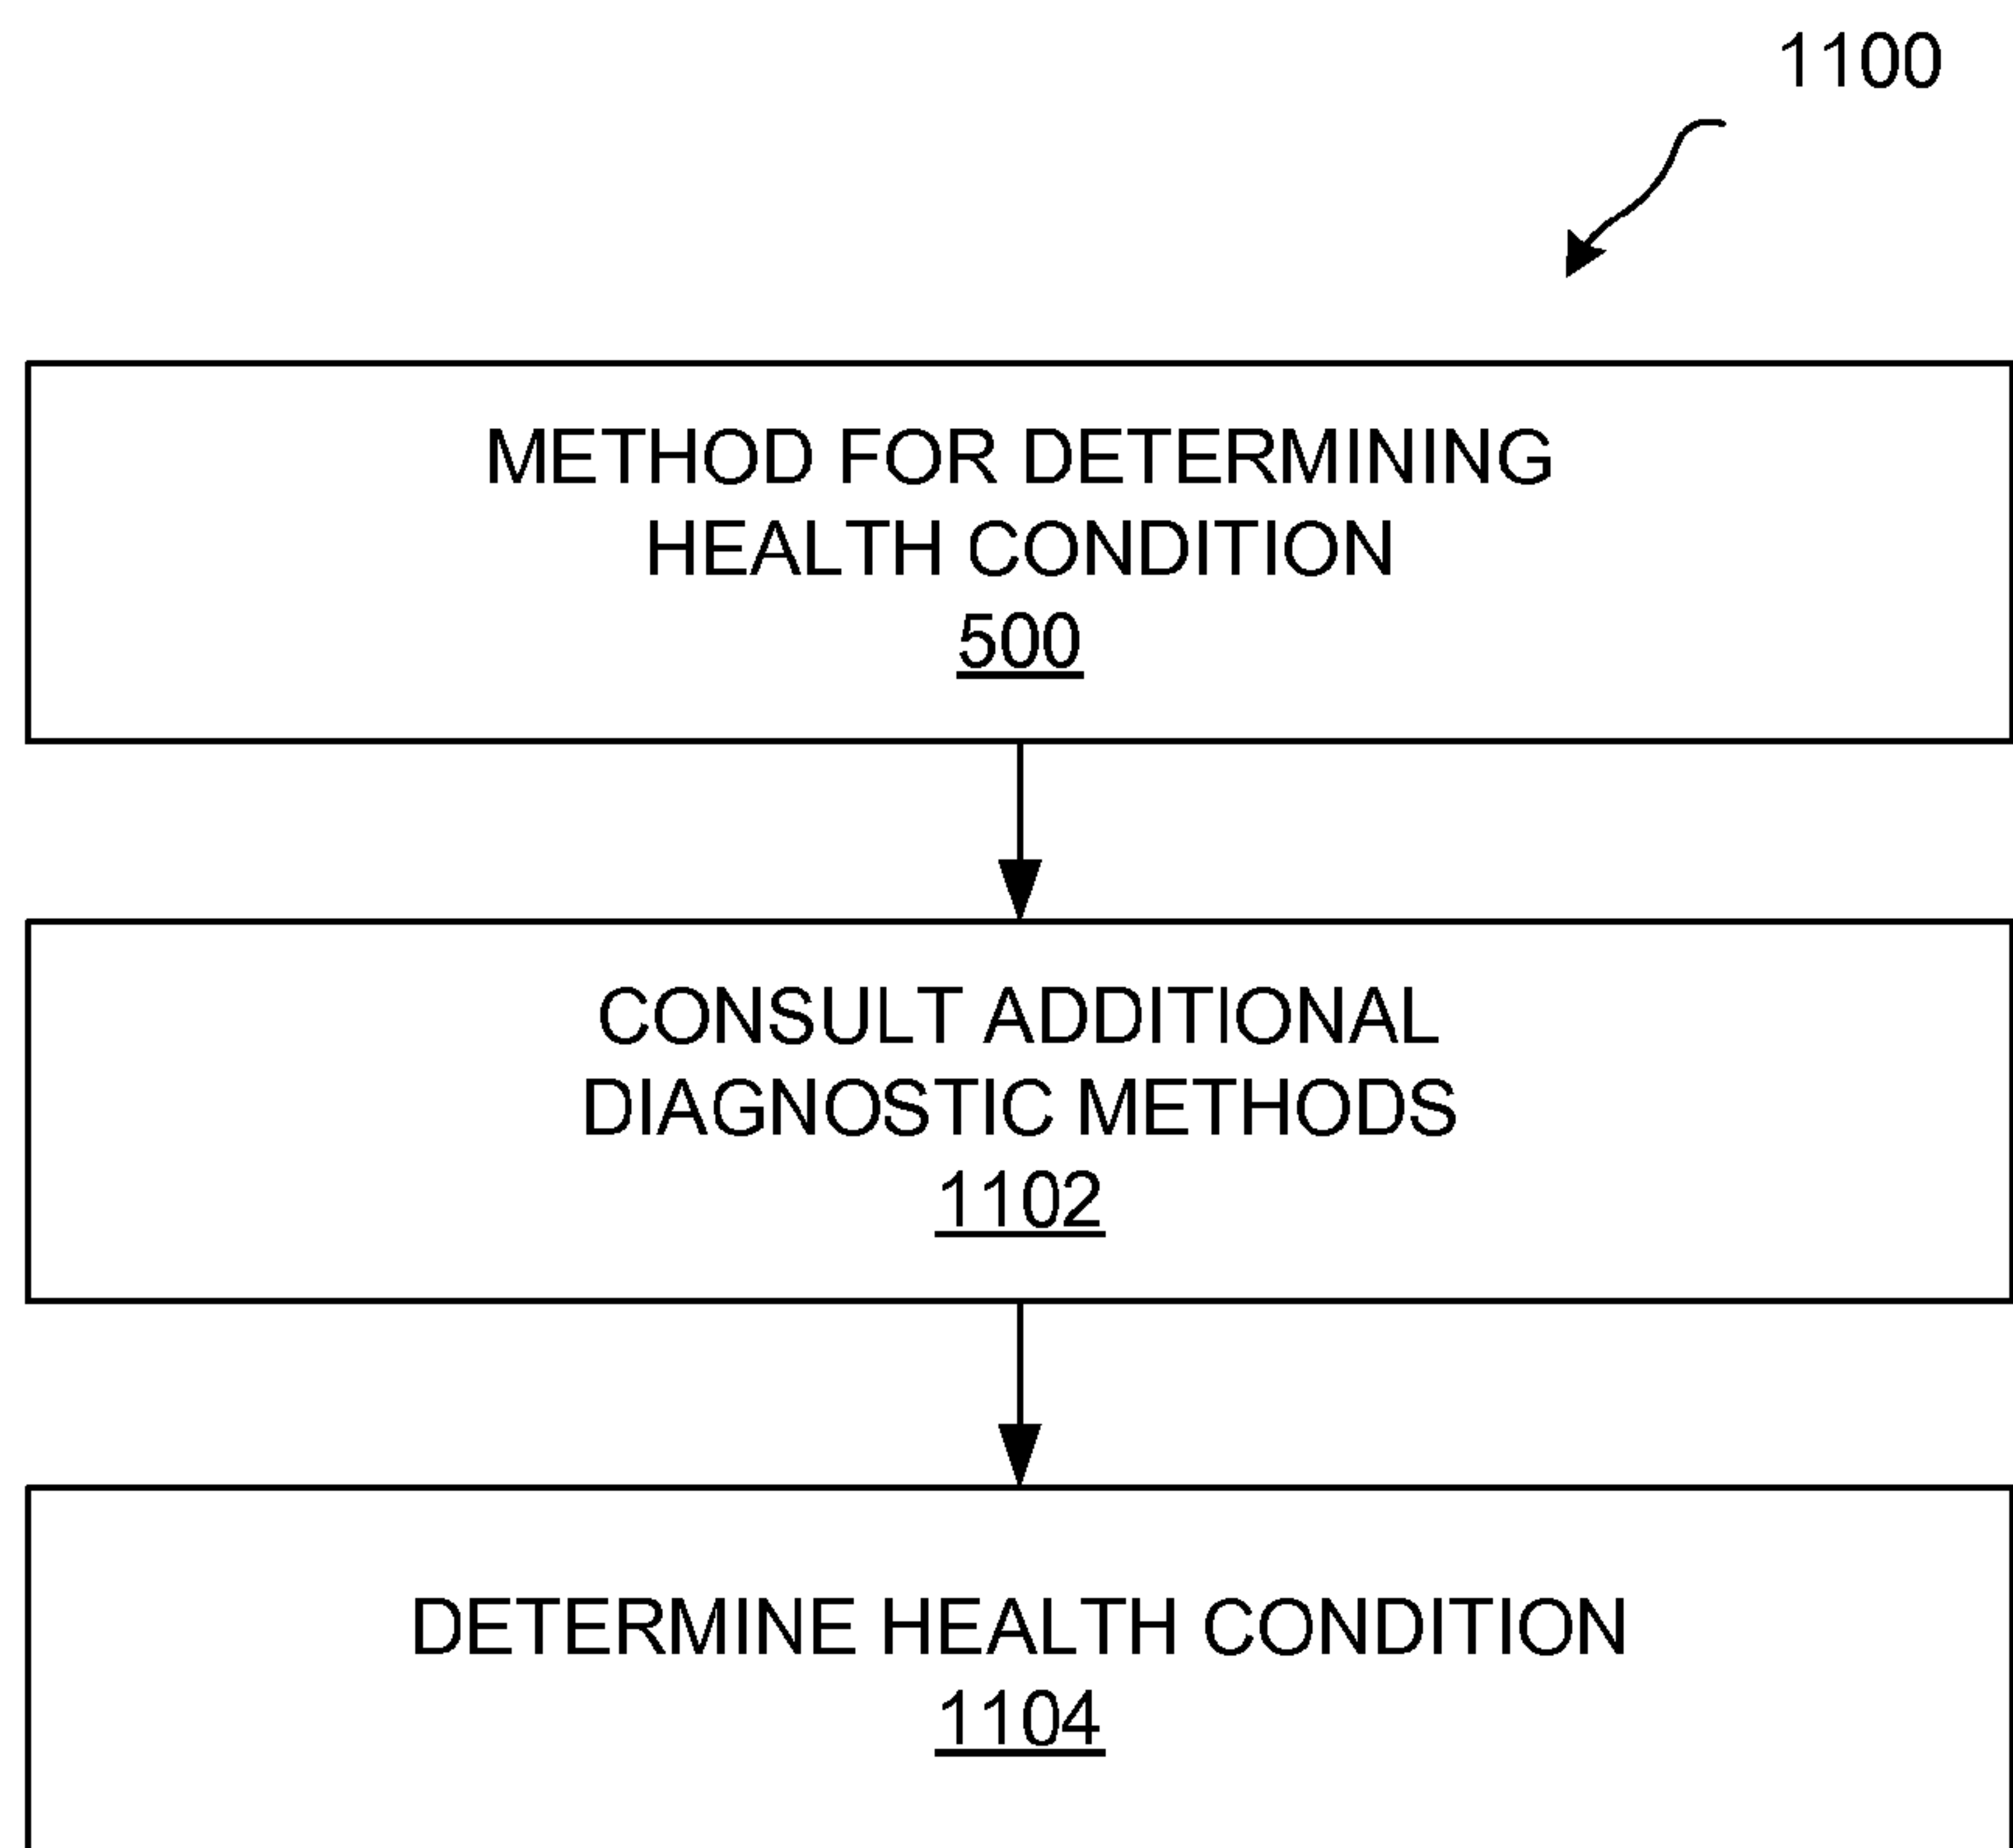 1100
METHOD FOR DETERMINING
HEALTH CONDITION
500
CONSULT ADDITIONAL
DIAGNOSTIC METHODS
1102
DETERMINE HEALTH CONDITION
1104